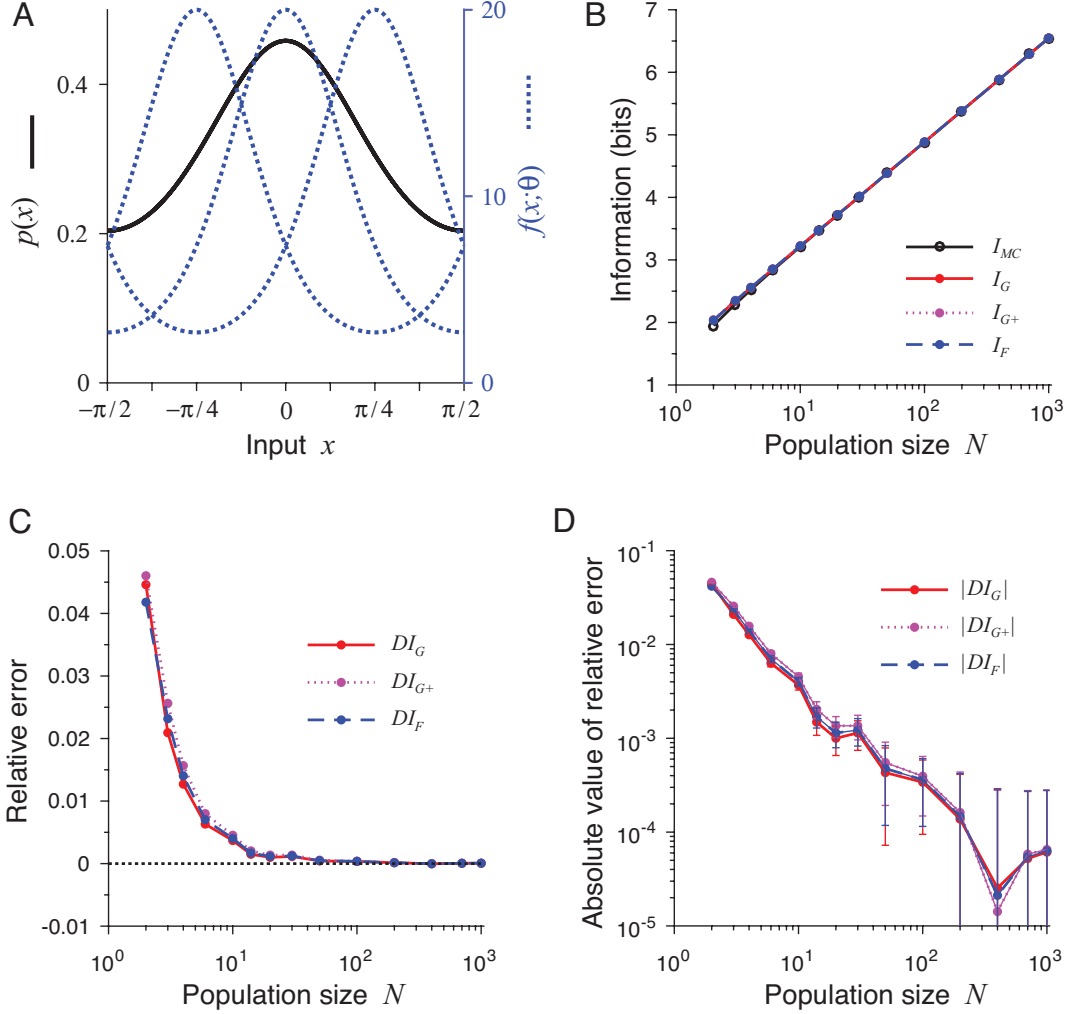 A
p(x)
0.4
0.2
0
20
10
0
f(x;θ)
−π/2
−π/4
0
π/4
π/2
Input x
B
Information (bits)
7
6
5
4
3
2
1
I_MC
I_G
I_G+
I_F
10^0
10^1
10^2
10^3
Population size N
C
Relative error
0.05
0.04
0.03
0.02
0.01
0
-0.01
DI_G
DI_G+
DI_F
10^0
10^1
10^2
10^3
Population size N
D
Absolute value of relative error
10^-1
10^-2
10^-3
10^-4
10^-5
|DI_G|
|DI_G+|
|DI_F|
10^0
10^1
10^2
10^3
Population size N